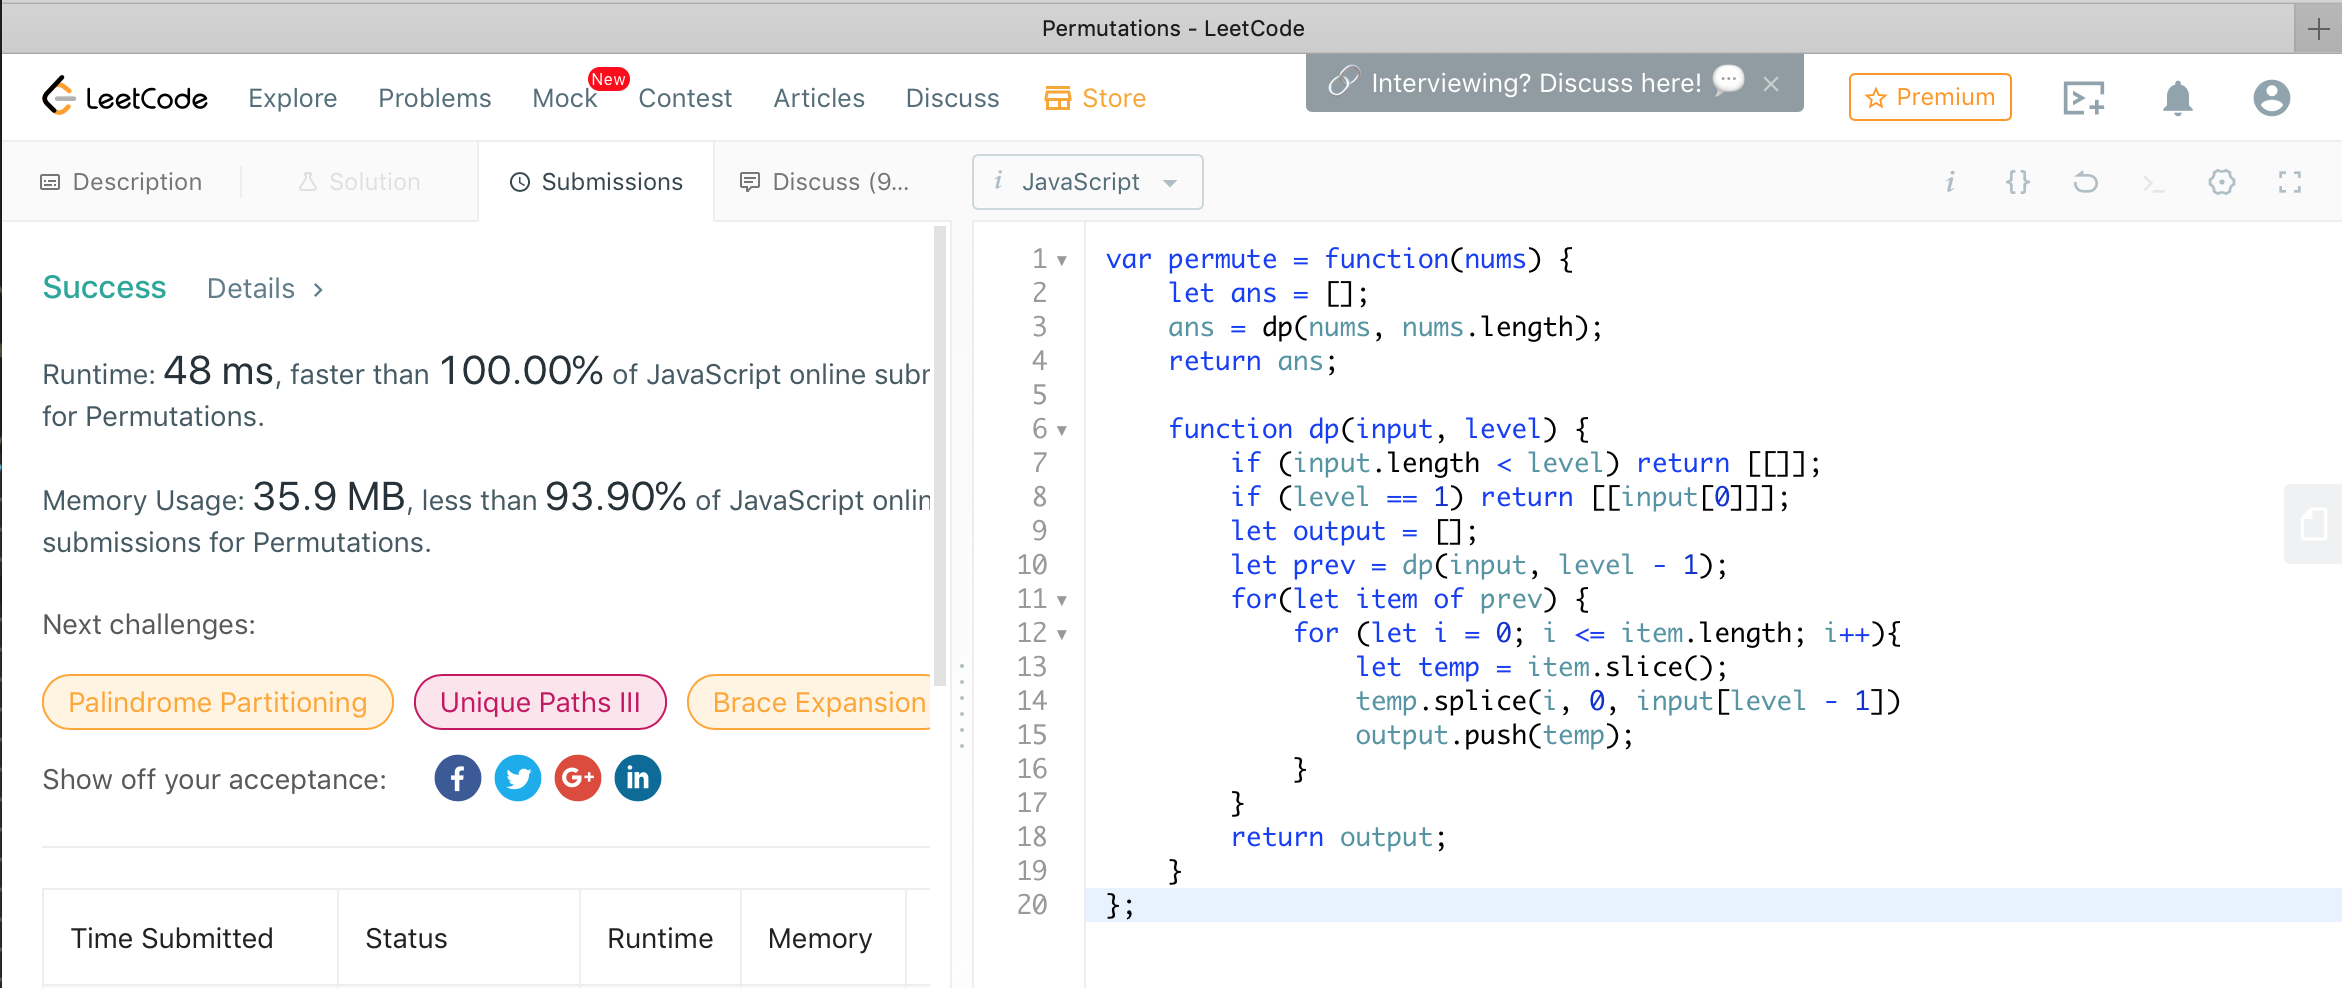 Permutations - LeetCode
LeetCode Explore Problems Mock New Contest Articles Discuss Store Interviewing? Discuss here! Premium
Description Solution Submissions Discuss (9... JavaScript
Success Details
Runtime: 48 ms, faster than 100.00% of JavaScript online subr
for Permutations.
Memory Usage: 35.9 MB, less than 93.90% of JavaScript onlin
submissions for Permutations.
Next challenges:
Palindrome Partitioning Unique Paths III Brace Expansion
Show off your acceptance: f G+ in
Time Submitted Status Runtime Memory
1 var permute = function(nums) {
2     let ans = [];
3     ans = dp(nums, nums.length);
4     return ans;
5
6     function dp(input, level) {
7         if (input.length < level) return [[]];
8         if (level == 1) return [[input[0]]];
9         let output = [];
10         let prev = dp(input, level - 1);
11         for(let item of prev) {
12             for (let i = 0; i <= item.length; i++){
13                 let temp = item.slice();
14                 temp.splice(i, 0, input[level - 1])
15                 output.push(temp);
16             }
17         }
18         return output;
19     }
20 };